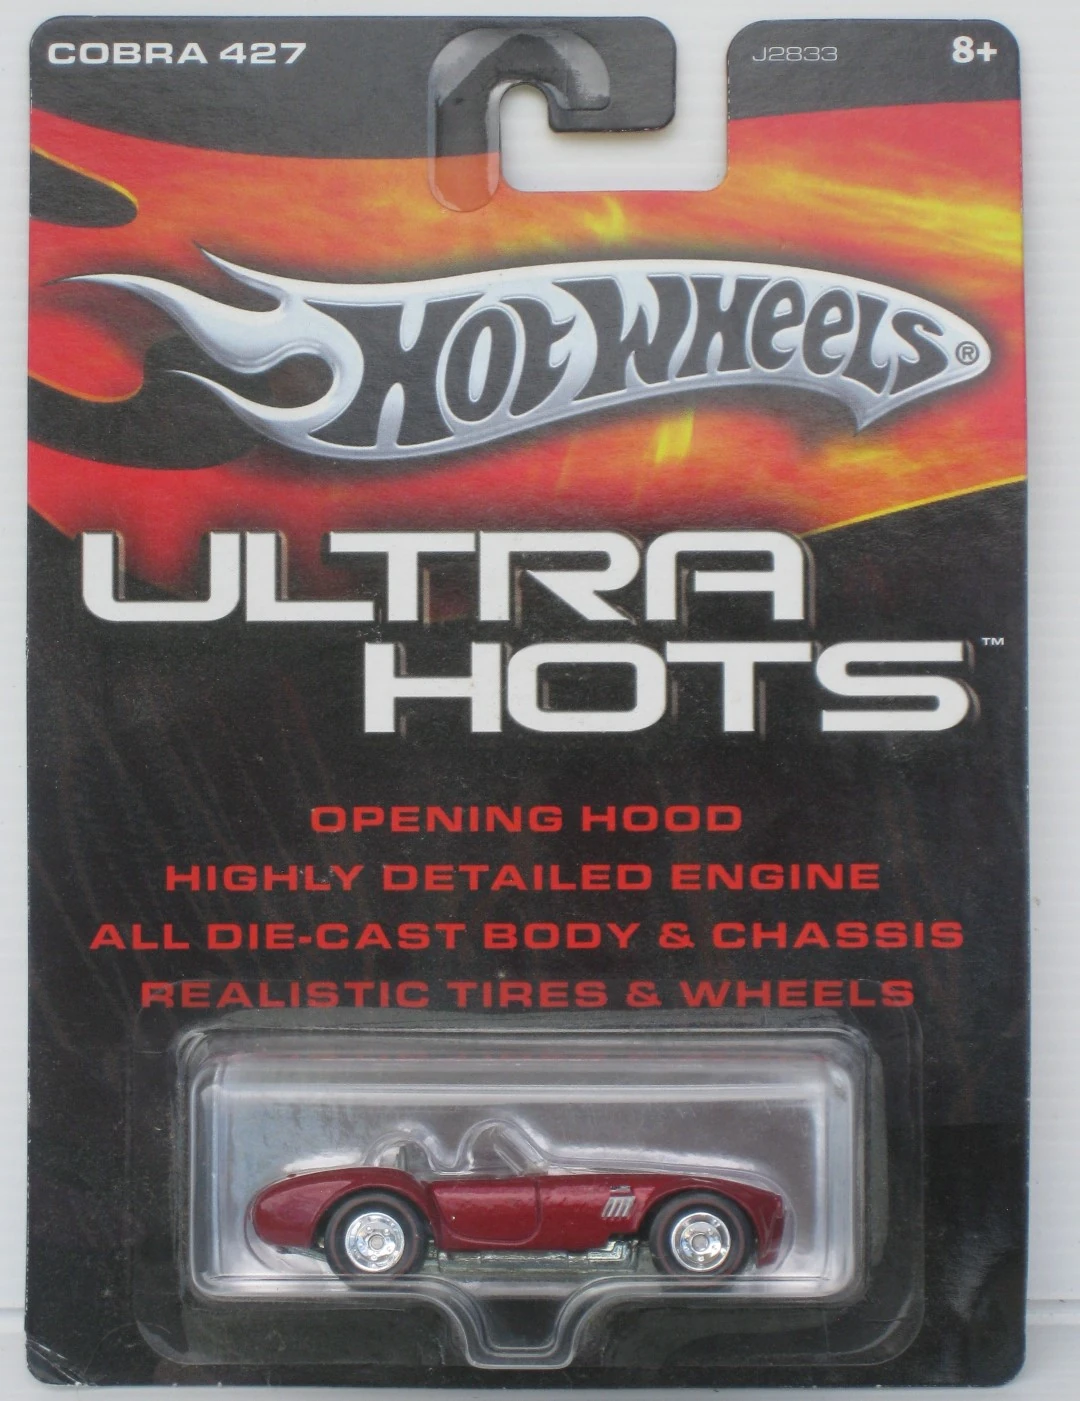 COBRA 427
J2833
8+
HOT WHEELS®
ULTRA
HOTS™
OPENING HOOD
HIGHLY DETAILED ENGINE
ALL DIE-CAST BODY & CHASSIS
REALISTIC TIRES & WHEELS